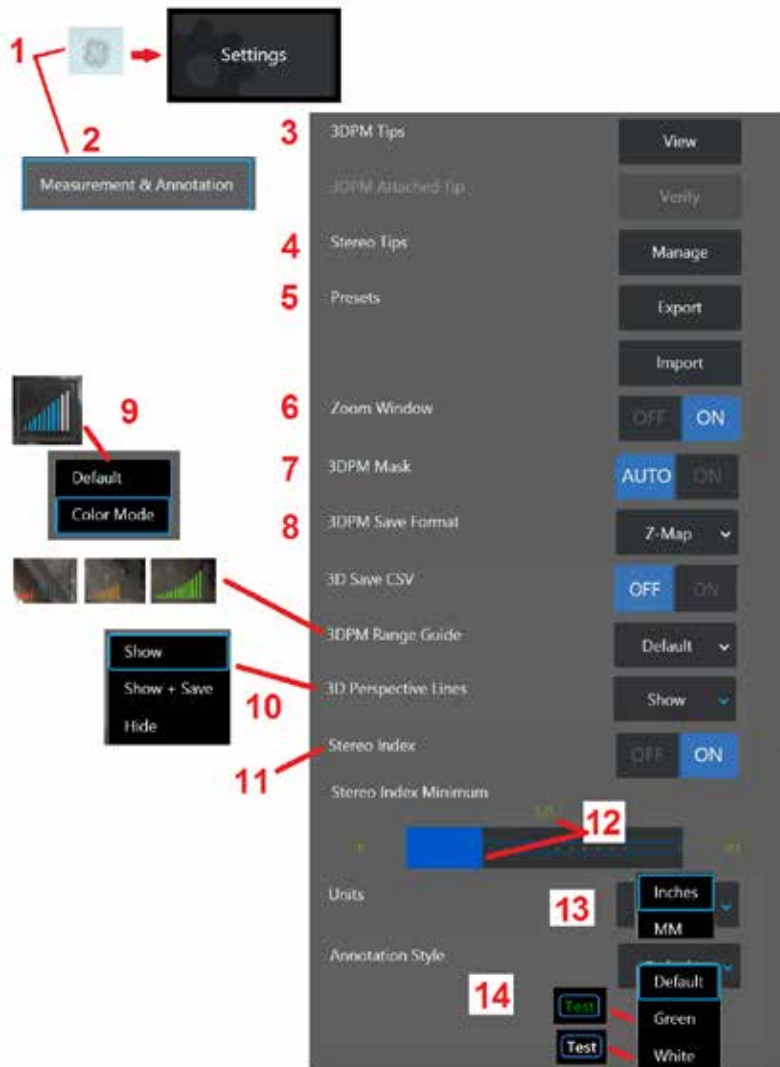 1
Settings
2
Measurement & Annotation
3
3DPM Tips
View
3DPM Attached Tip
Verify
4
Stereo Tips
Manage
5
Presets
Export
Import
6
Zoom Window
OFF
ON
7
3DPM Mask
AUTO
ON
8
3DPM Save Format
Z-Map
3D Save CSV
OFF
ON
9
Default
Color Mode
3DPM Range Guide
Default
10
Show
Show + Save
Hide
3D Perspective Lines
Show
11
Stereo Index
OFF
ON
Stereo Index Minimum
12
Units
13
Inches
MM
Annotation Style
14
Default
Green
White
Test
Test